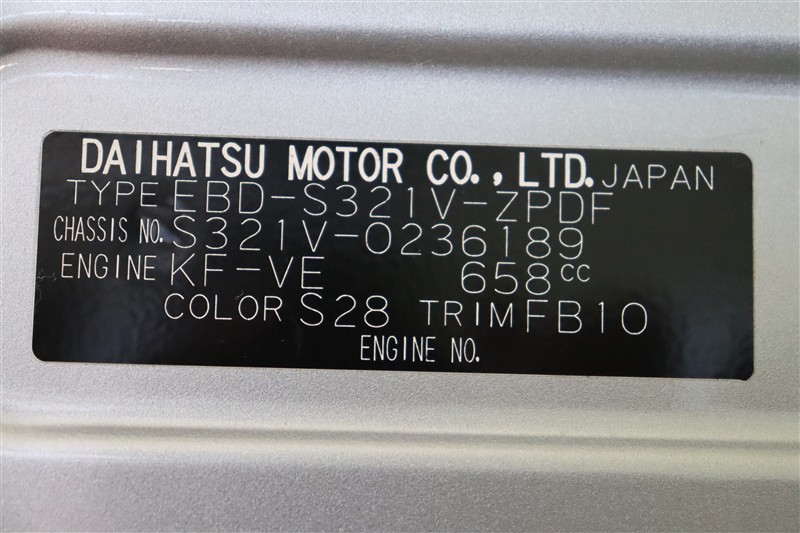 DAIHATSU MOTOR CO., LTD. JAPAN
TYPE EBD-S321V-ZPDF
CHASSIS NO. S321V-0236189
ENGINE KF-VE 658cc
COLOR S28 TRIM FB10
ENGINE NO.